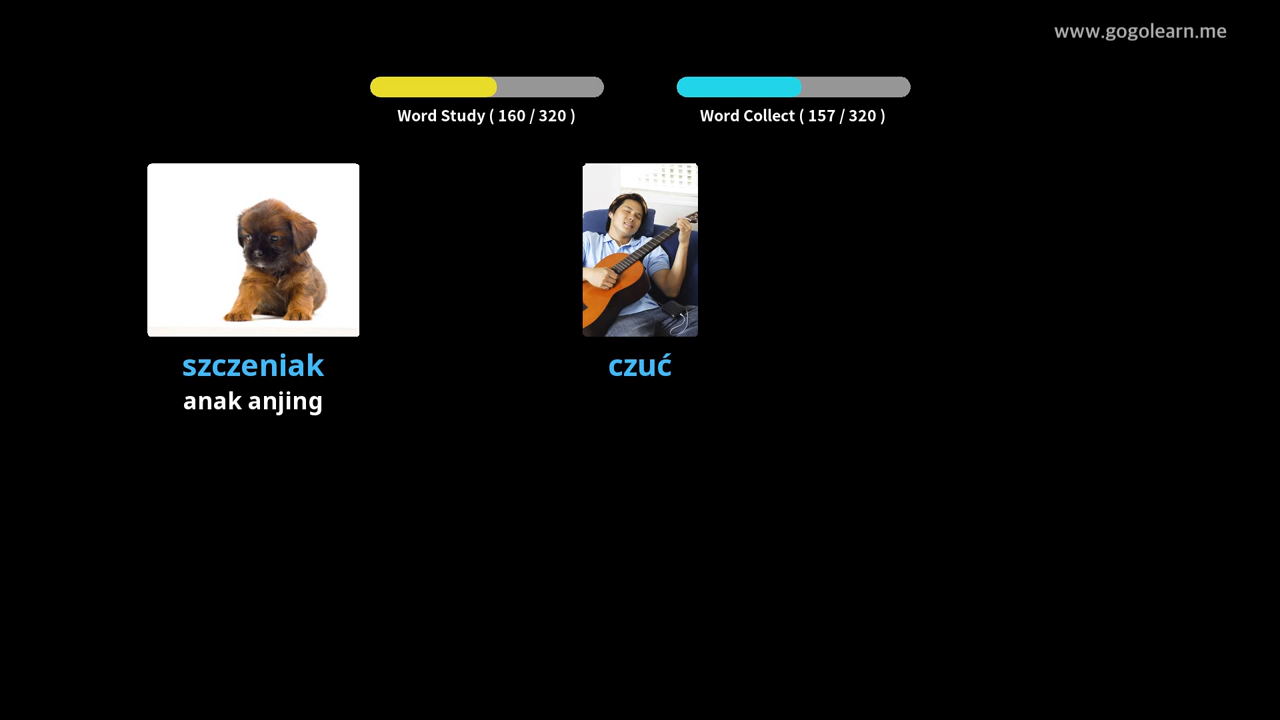 www.gogolearn.me
Word Study ( 160 / 320 )
Word Collect ( 157 / 320 )
szczeniak
anak anjing
czuć